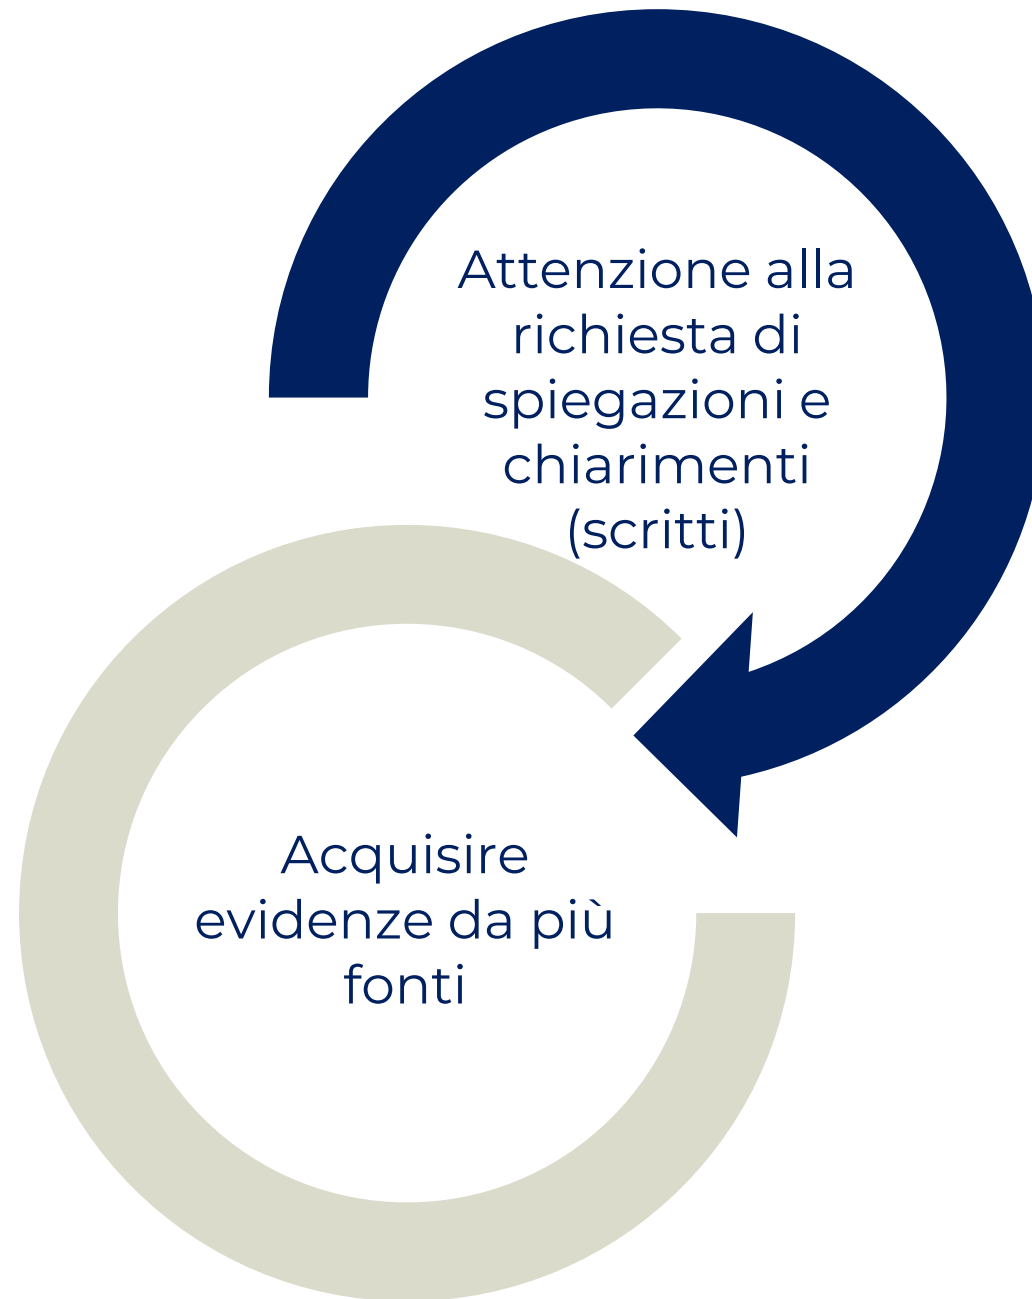 Attenzione alla
richiesta di
spiegazioni e
chiarimenti
(scritti)
Acquisire
evidenze da più
fonti